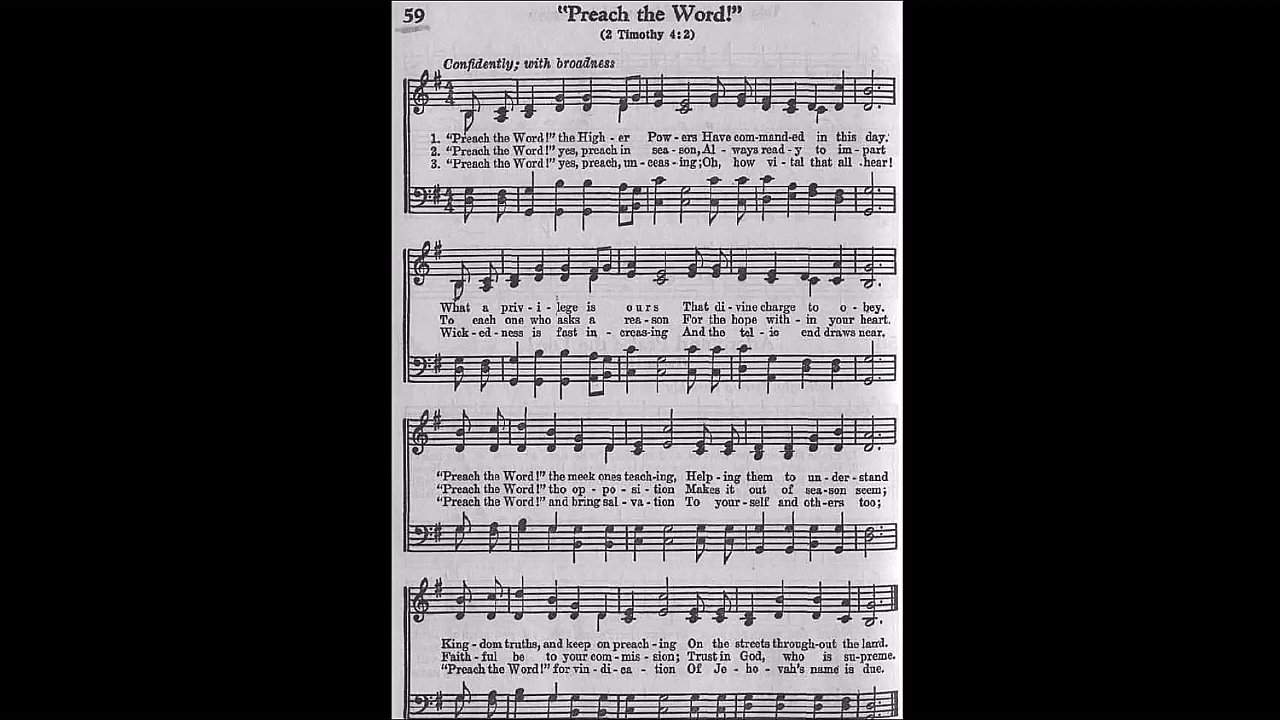 59
"Preach the Word!"
(2 Timothy 4:2)
Confidently; with broadness
1. "Preach the Word!" the High - er Pow - ers Have com-mand-ed in this day:
2. "Preach the Word!" yes, preach in sea - son, Al - ways read - y to im - part
3. "Preach the Word!" yes, preach, un - ceas - ing; Oh, how vi - tal that all hear!
What a priv - i - lege is ours That di - vine charge to o - bey.
To each one who asks a rea - son For the hope with - in your heart.
Wick - ed - ness is fast in - creas-ing And the tel - ic end draws near.
"Preach the Word!" the meek ones teach-ing, Help - ing them to un - der - stand
"Preach the Word!" tho op - po - si - tion Makes it out of sea-son seem;
"Preach the Word!" and bring sal - va - tion To your-self and oth-ers too;
King - dom truths, and keep on preach - ing On the streets through-out the land.
Faith - ful be to your com - mis - sion; Trust in God, who is su-preme.
"Preach the Word!" for vin - di - ca - tion Of Je - ho - vah's name is due.